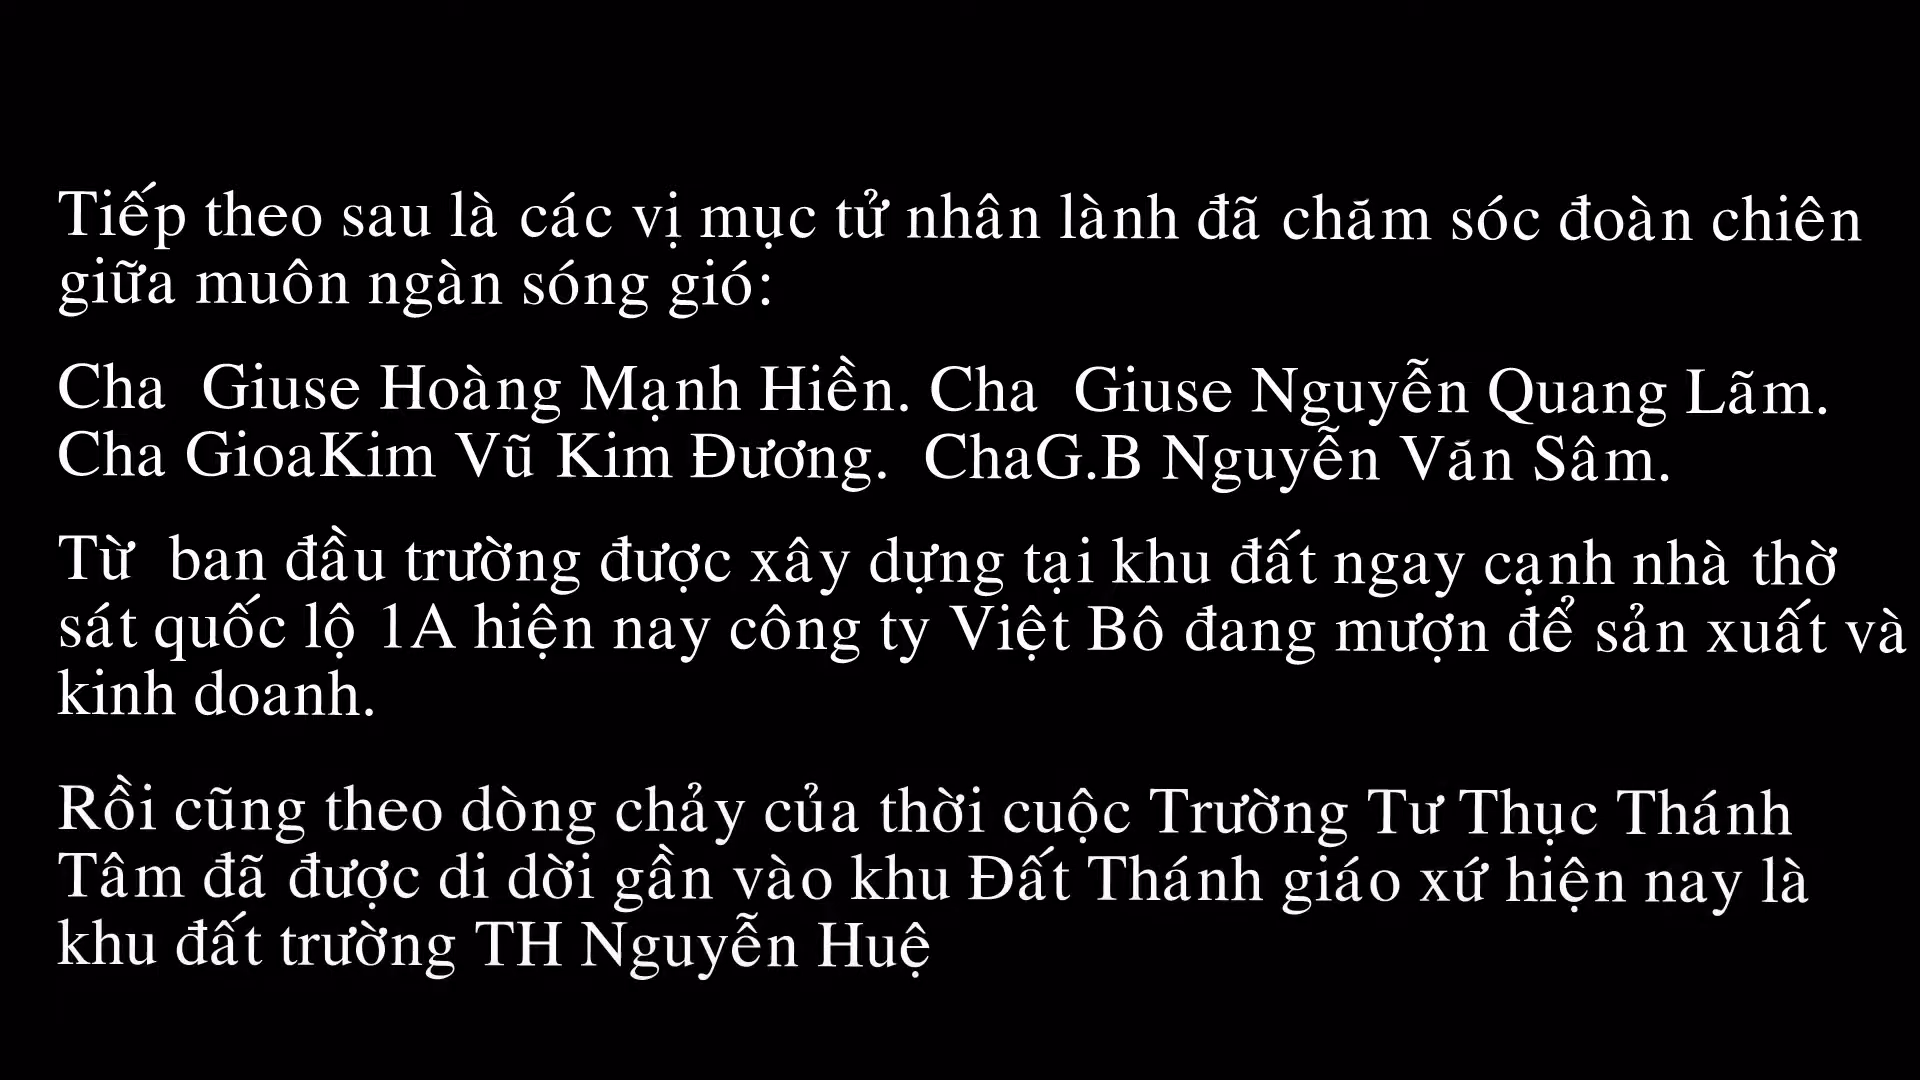 Tiếp theo sau là các vị mục tử nhân lành đã chăm sóc đoàn chiên
giữa muôn ngàn sóng gió:
Cha  Giuse Hoàng Mạnh Hiền. Cha  Giuse Nguyễn Quang Lãm.
Cha GioaKim Vũ Kim Đương.  ChaG.B Nguyễn Văn Sâm.
Từ  ban đầu trường được xây dựng tại khu đất ngay cạnh nhà thờ
sát quốc lộ 1A hiện nay công ty Việt Bô đang mượn để sản xuất và
kinh doanh.
Rồi cũng theo dòng chảy của thời cuộc Trường Tư Thục Thánh
Tâm đã được di dời gần vào khu Đất Thánh giáo xứ hiện nay là
khu đất trường TH Nguyễn Huệ